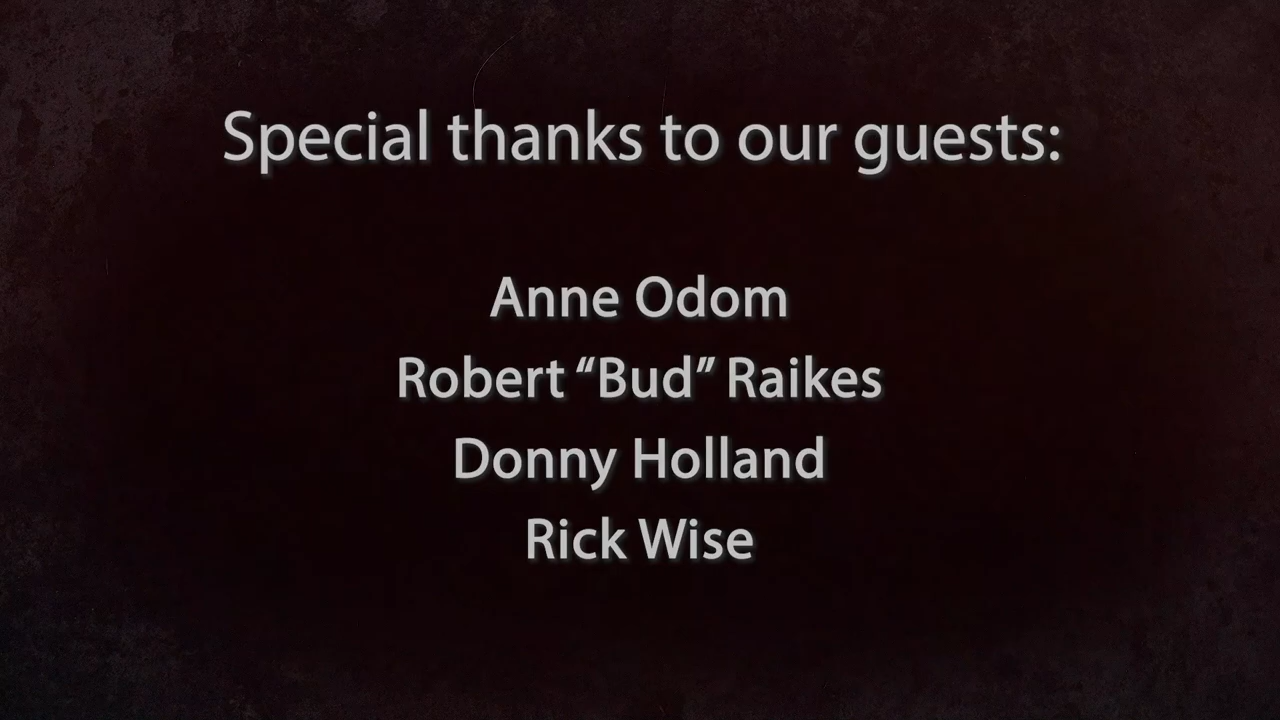 Special thanks to our guests:
Anne Odom
Robert “Bud” Raikes
Donny Holland
Rick Wise